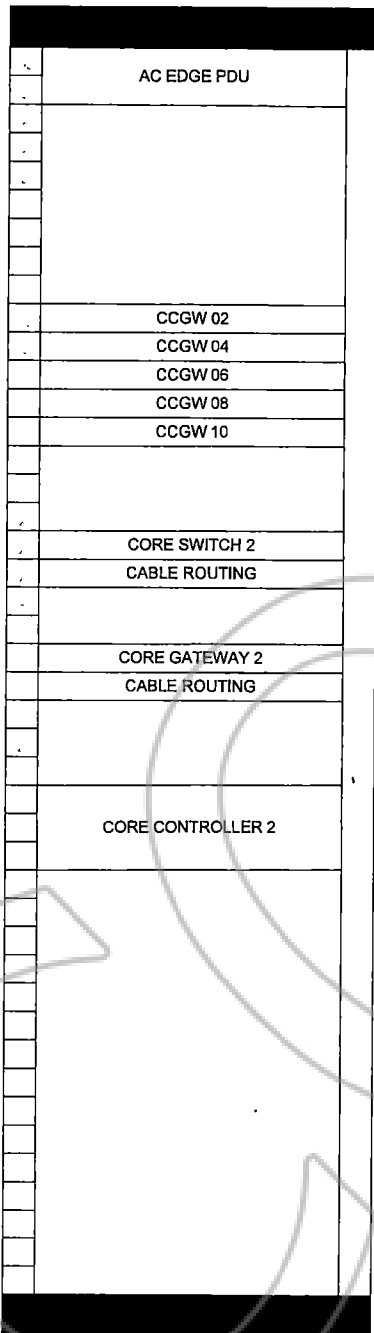 AC EDGE PDU
CCGW 02
CCGW 04
CCGW 06
CCGW 08
CCGW 10
CORE SWITCH 2
CABLE ROUTING
CORE GATEWAY 2
CABLE ROUTING
CORE CONTROLLER 2